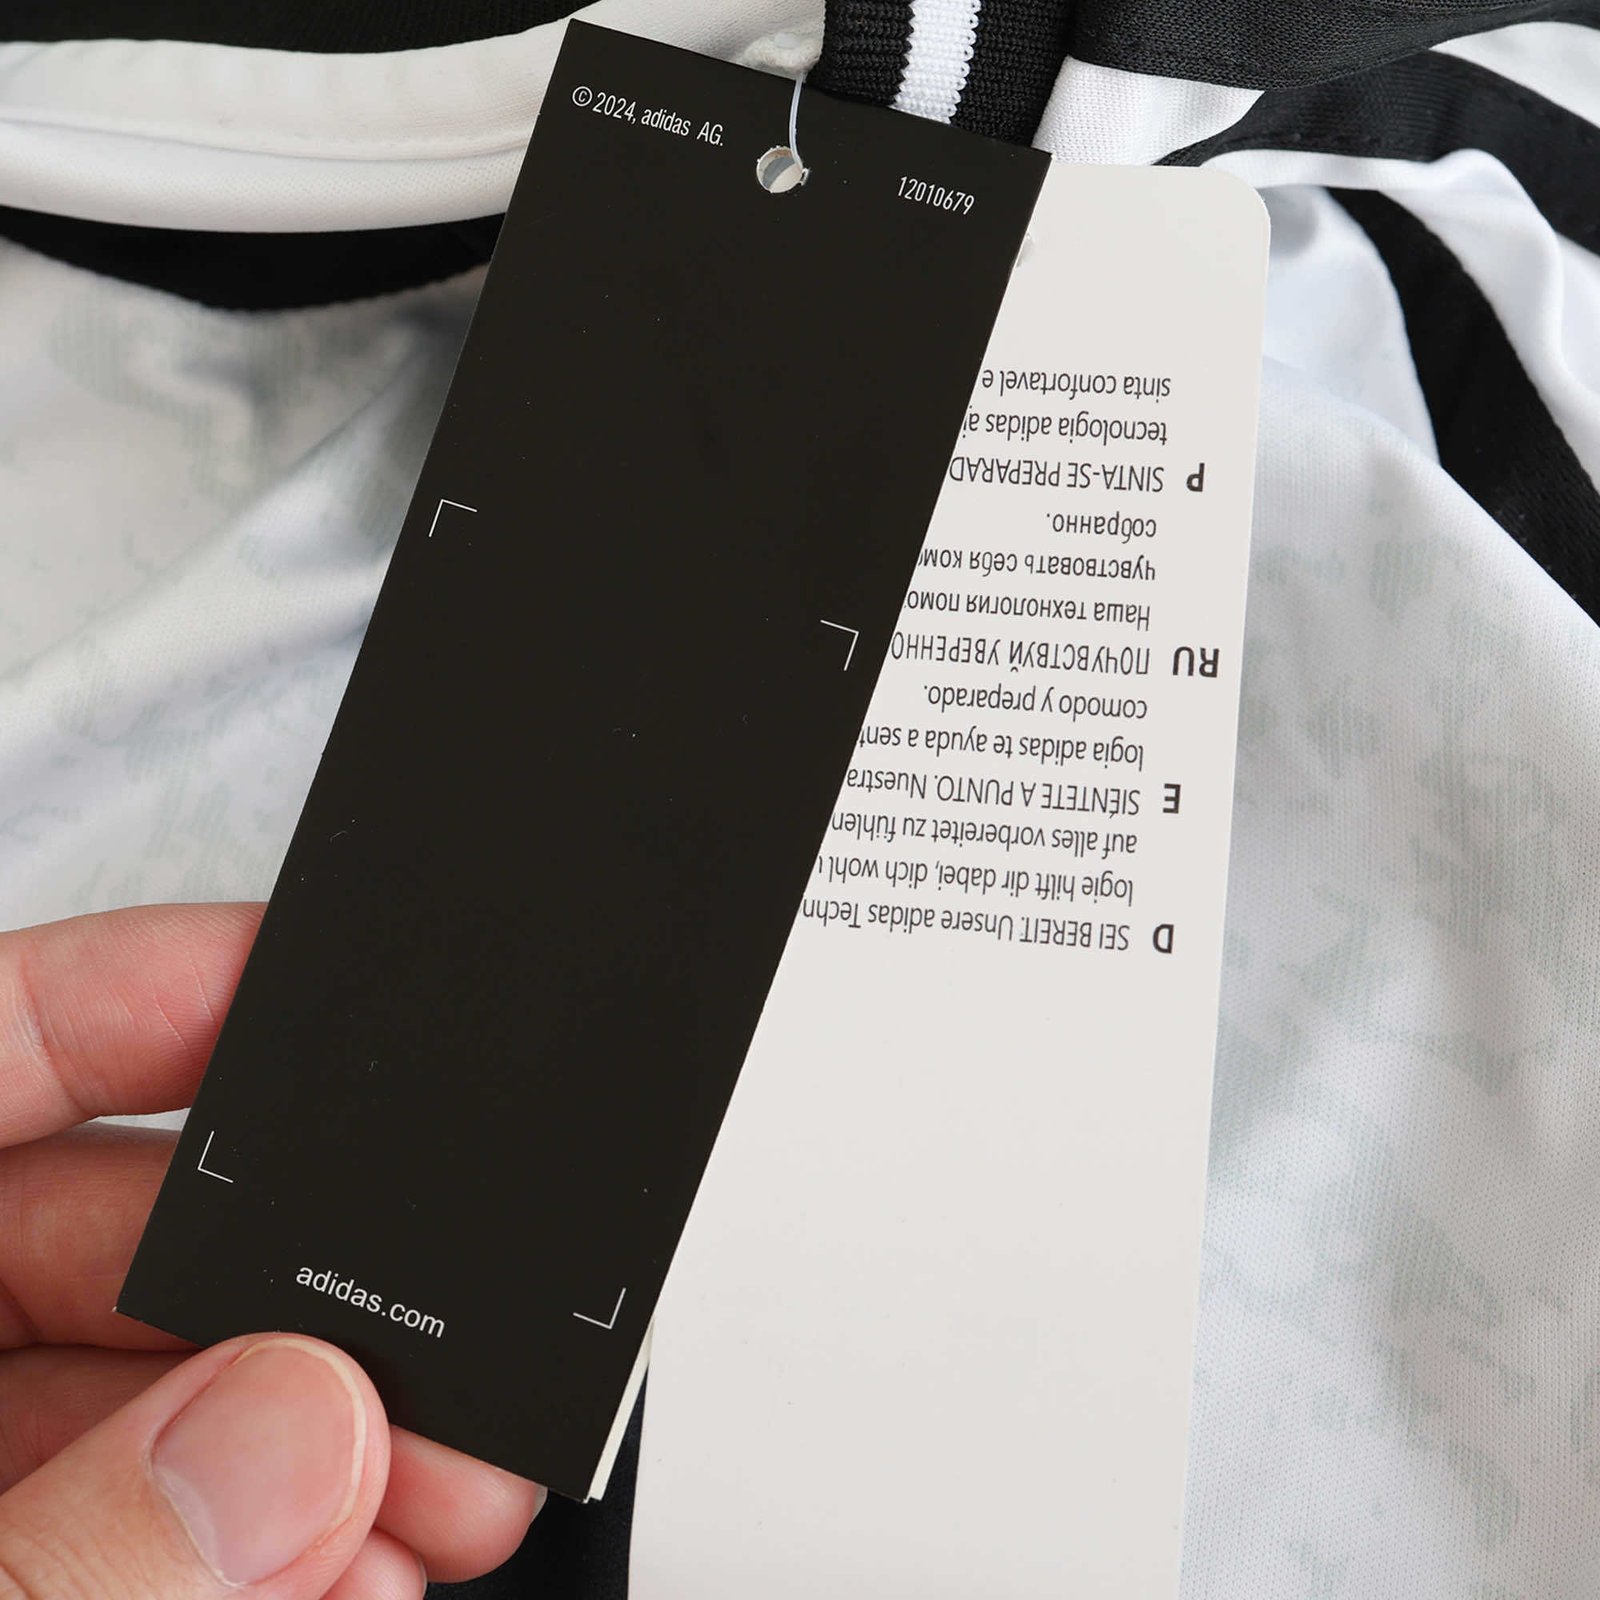 © 2024, adidas AG.
12010679
adidas.com
D SEI BEREIT. Unsere adidas Techn
logie hilft dir dabei, dich wohl
auf alles vorbereitet zu fühlen
E SIÉNTETE A PUNTO. Nuestra
logia adidas te ayuda a sent
comodo y preparado.
RU ПОЧУВСТВУЙ УВЕРЕННО
Наша технология помо
чувствовать себя ком
собранно.
P SINTA-SE PREPARAD
tecnologia adidas aj
sinta confortavel e